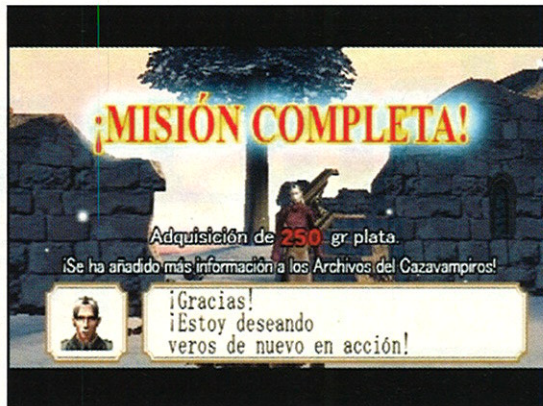 ¡MISIÓN COMPLETA!
Adquisición de 250 gr plata.
¡Se ha añadido más información a los Archivos del Cazavampiros!
¡Gracias!
¡Estoy deseando
veros de nuevo en acción!